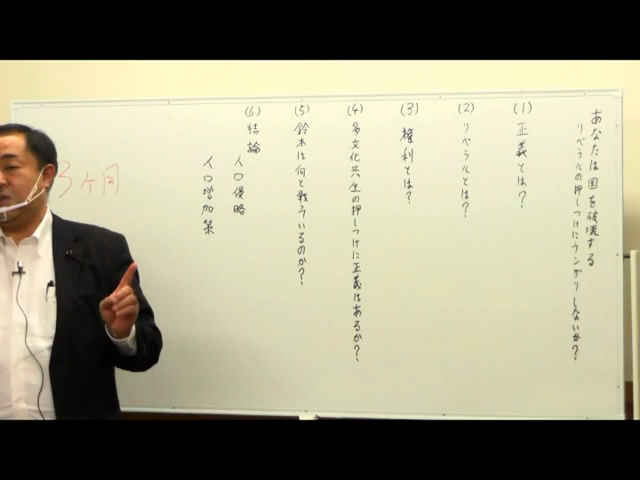 あなたは国を破壊する
リベラルの押しつけにウンザリしないか?
(1) 正義とは?
(2) リベラルとは?
(3) 権利とは?
(4) 多文化共生の押しつけに正義はあるか?
(5) 鈴木は何と戦っているのか?
(6) 結論
人口侵略
人口増加策
3ヶ月